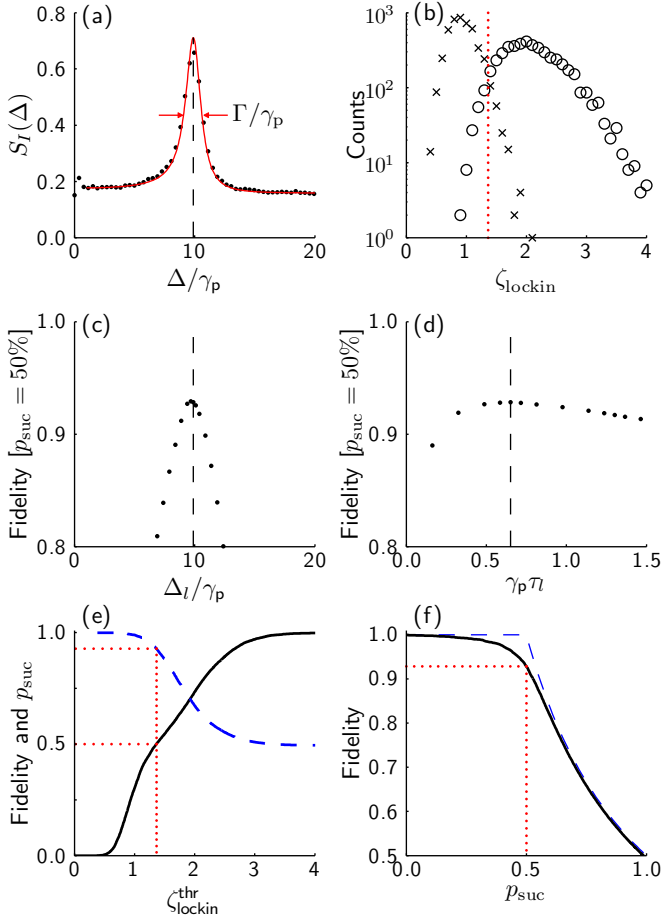 (a)
S_I(Δ)
0.8
0.6
0.4
0.2
0.0
Γ/γ_p
0
10
20
Δ/γ_p
(b)
Counts
10^3
10^2
10^1
10^0
0
1
2
3
4
ζ_lockin
(c)
Fidelity [p_suc = 50%]
1.0
0.9
0.8
0
10
20
Δ_l/γ_p
(d)
Fidelity [p_suc = 50%]
1.0
0.9
0.8
0.0
0.5
1.0
1.5
γ_p τ_l
(e)
Fidelity and p_suc
1.0
0.5
0.0
0
1
2
3
4
ζ_lockin^thr
(f)
Fidelity
1.0
0.9
0.8
0.7
0.6
0.5
0.0
0.5
1.0
p_suc